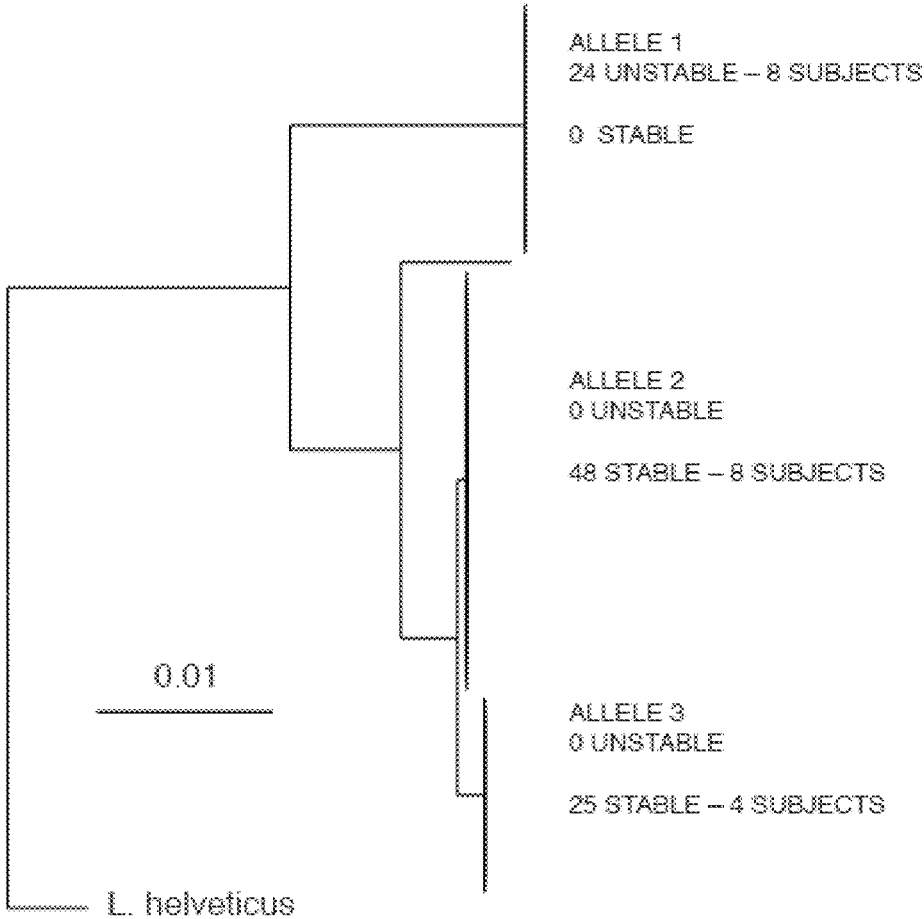 ALLELE 1
24 UNSTABLE – 8 SUBJECTS
0 STABLE
ALLELE 2
0 UNSTABLE
48 STABLE – 8 SUBJECTS
0.01
ALLELE 3
0 UNSTABLE
25 STABLE – 4 SUBJECTS
L. helveticus